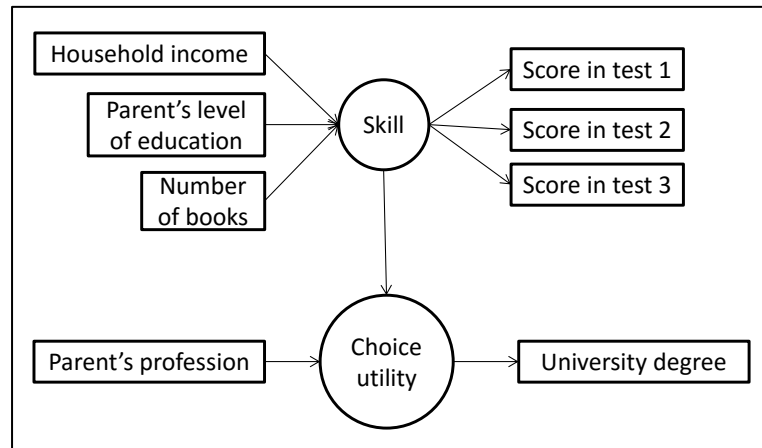 Household income
Parent's level
of education
Number
of books
Skill
Score in test 1
Score in test 2
Score in test 3
Parent's profession
Choice
utility
University degree